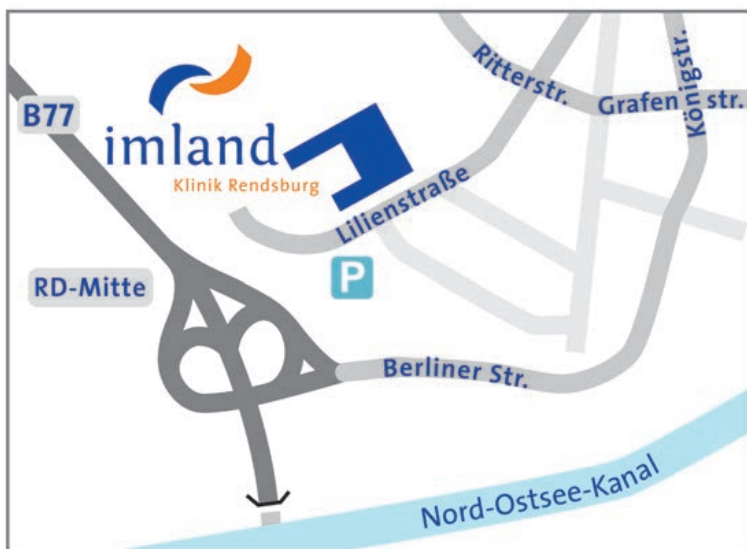 B77
imland
Klinik Rendsburg
Ritterstr.
Grafen str.
Königstr.
Lilienstraße
P
RD-Mitte
Berliner Str.
Nord-Ostsee-Kanal